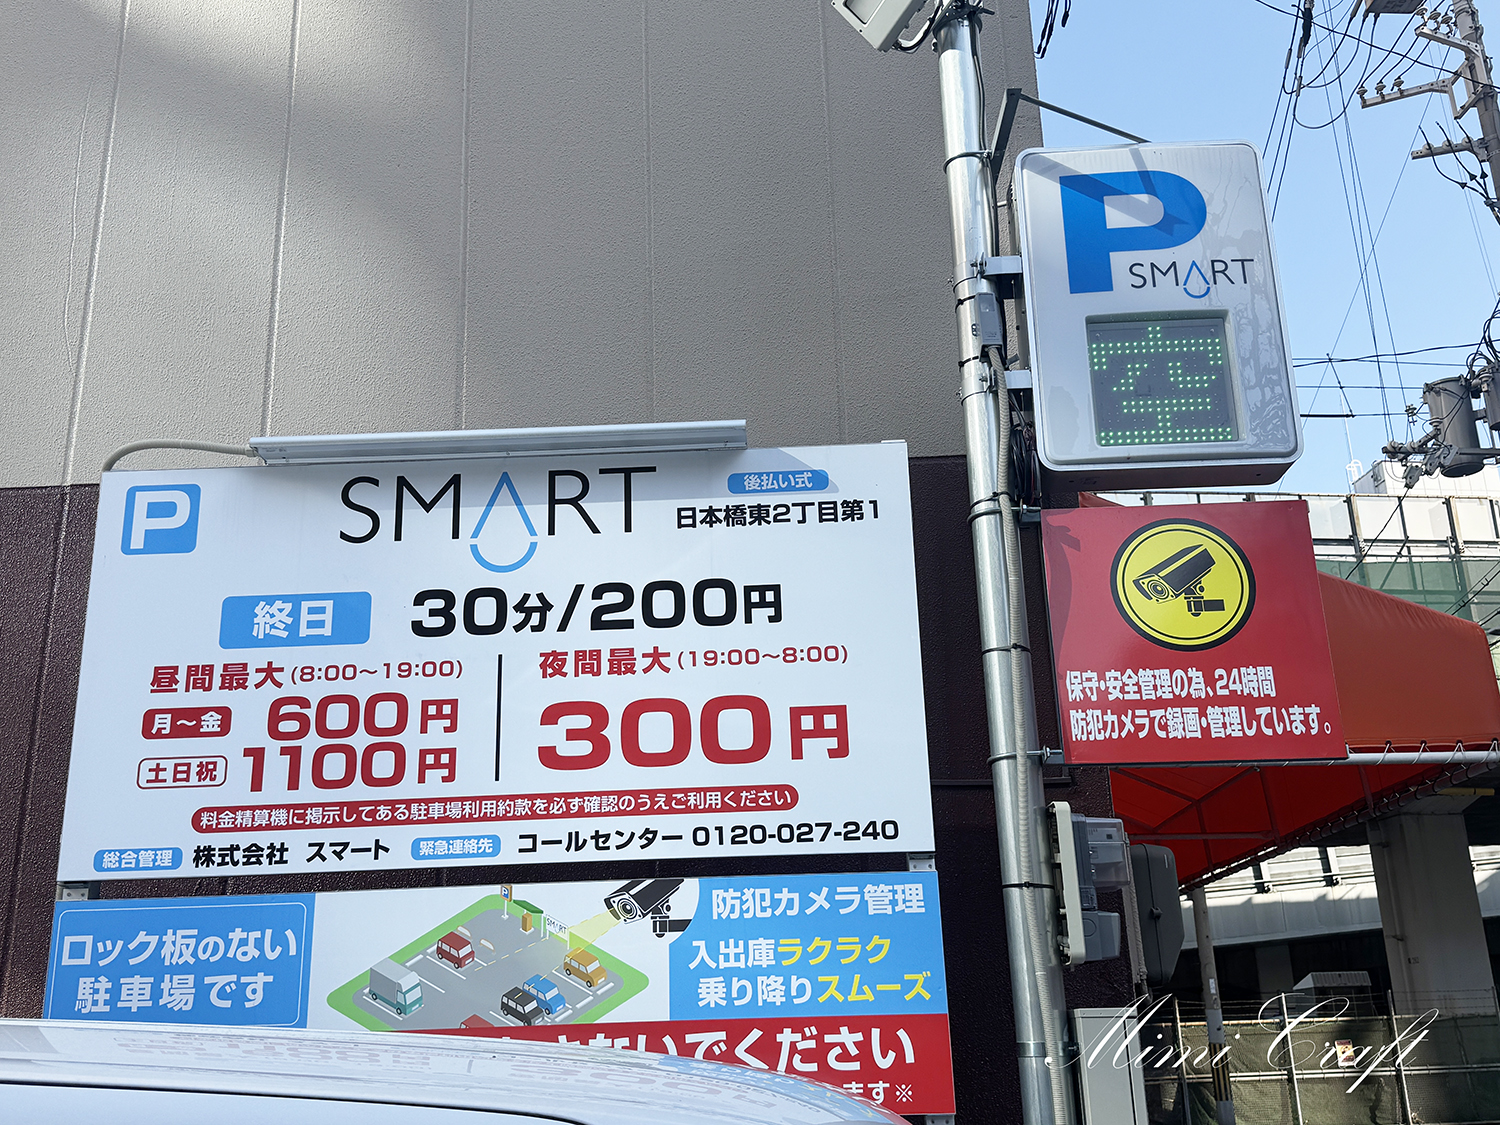 P
SMART
空
P
SMART
後払い式
日本橋東2丁目第1
終日 30分/200円
昼間最大(8:00～19:00)
月～金 600円
土日祝 1100円
夜間最大(19:00～8:00)
300円
料金精算機に掲示してある駐車場利用約款を必ず確認のうえご利用ください
総合管理 株式会社 スマート 緊急連絡先 コールセンター 0120-027-240
保守・安全管理の為、24時間
防犯カメラで録画・管理しています。
ロック板のない
駐車場です
P
SMART
防犯カメラ管理
入出庫ラクラク
乗り降りスムーズ
ないでください
ます※
Mimi Craft